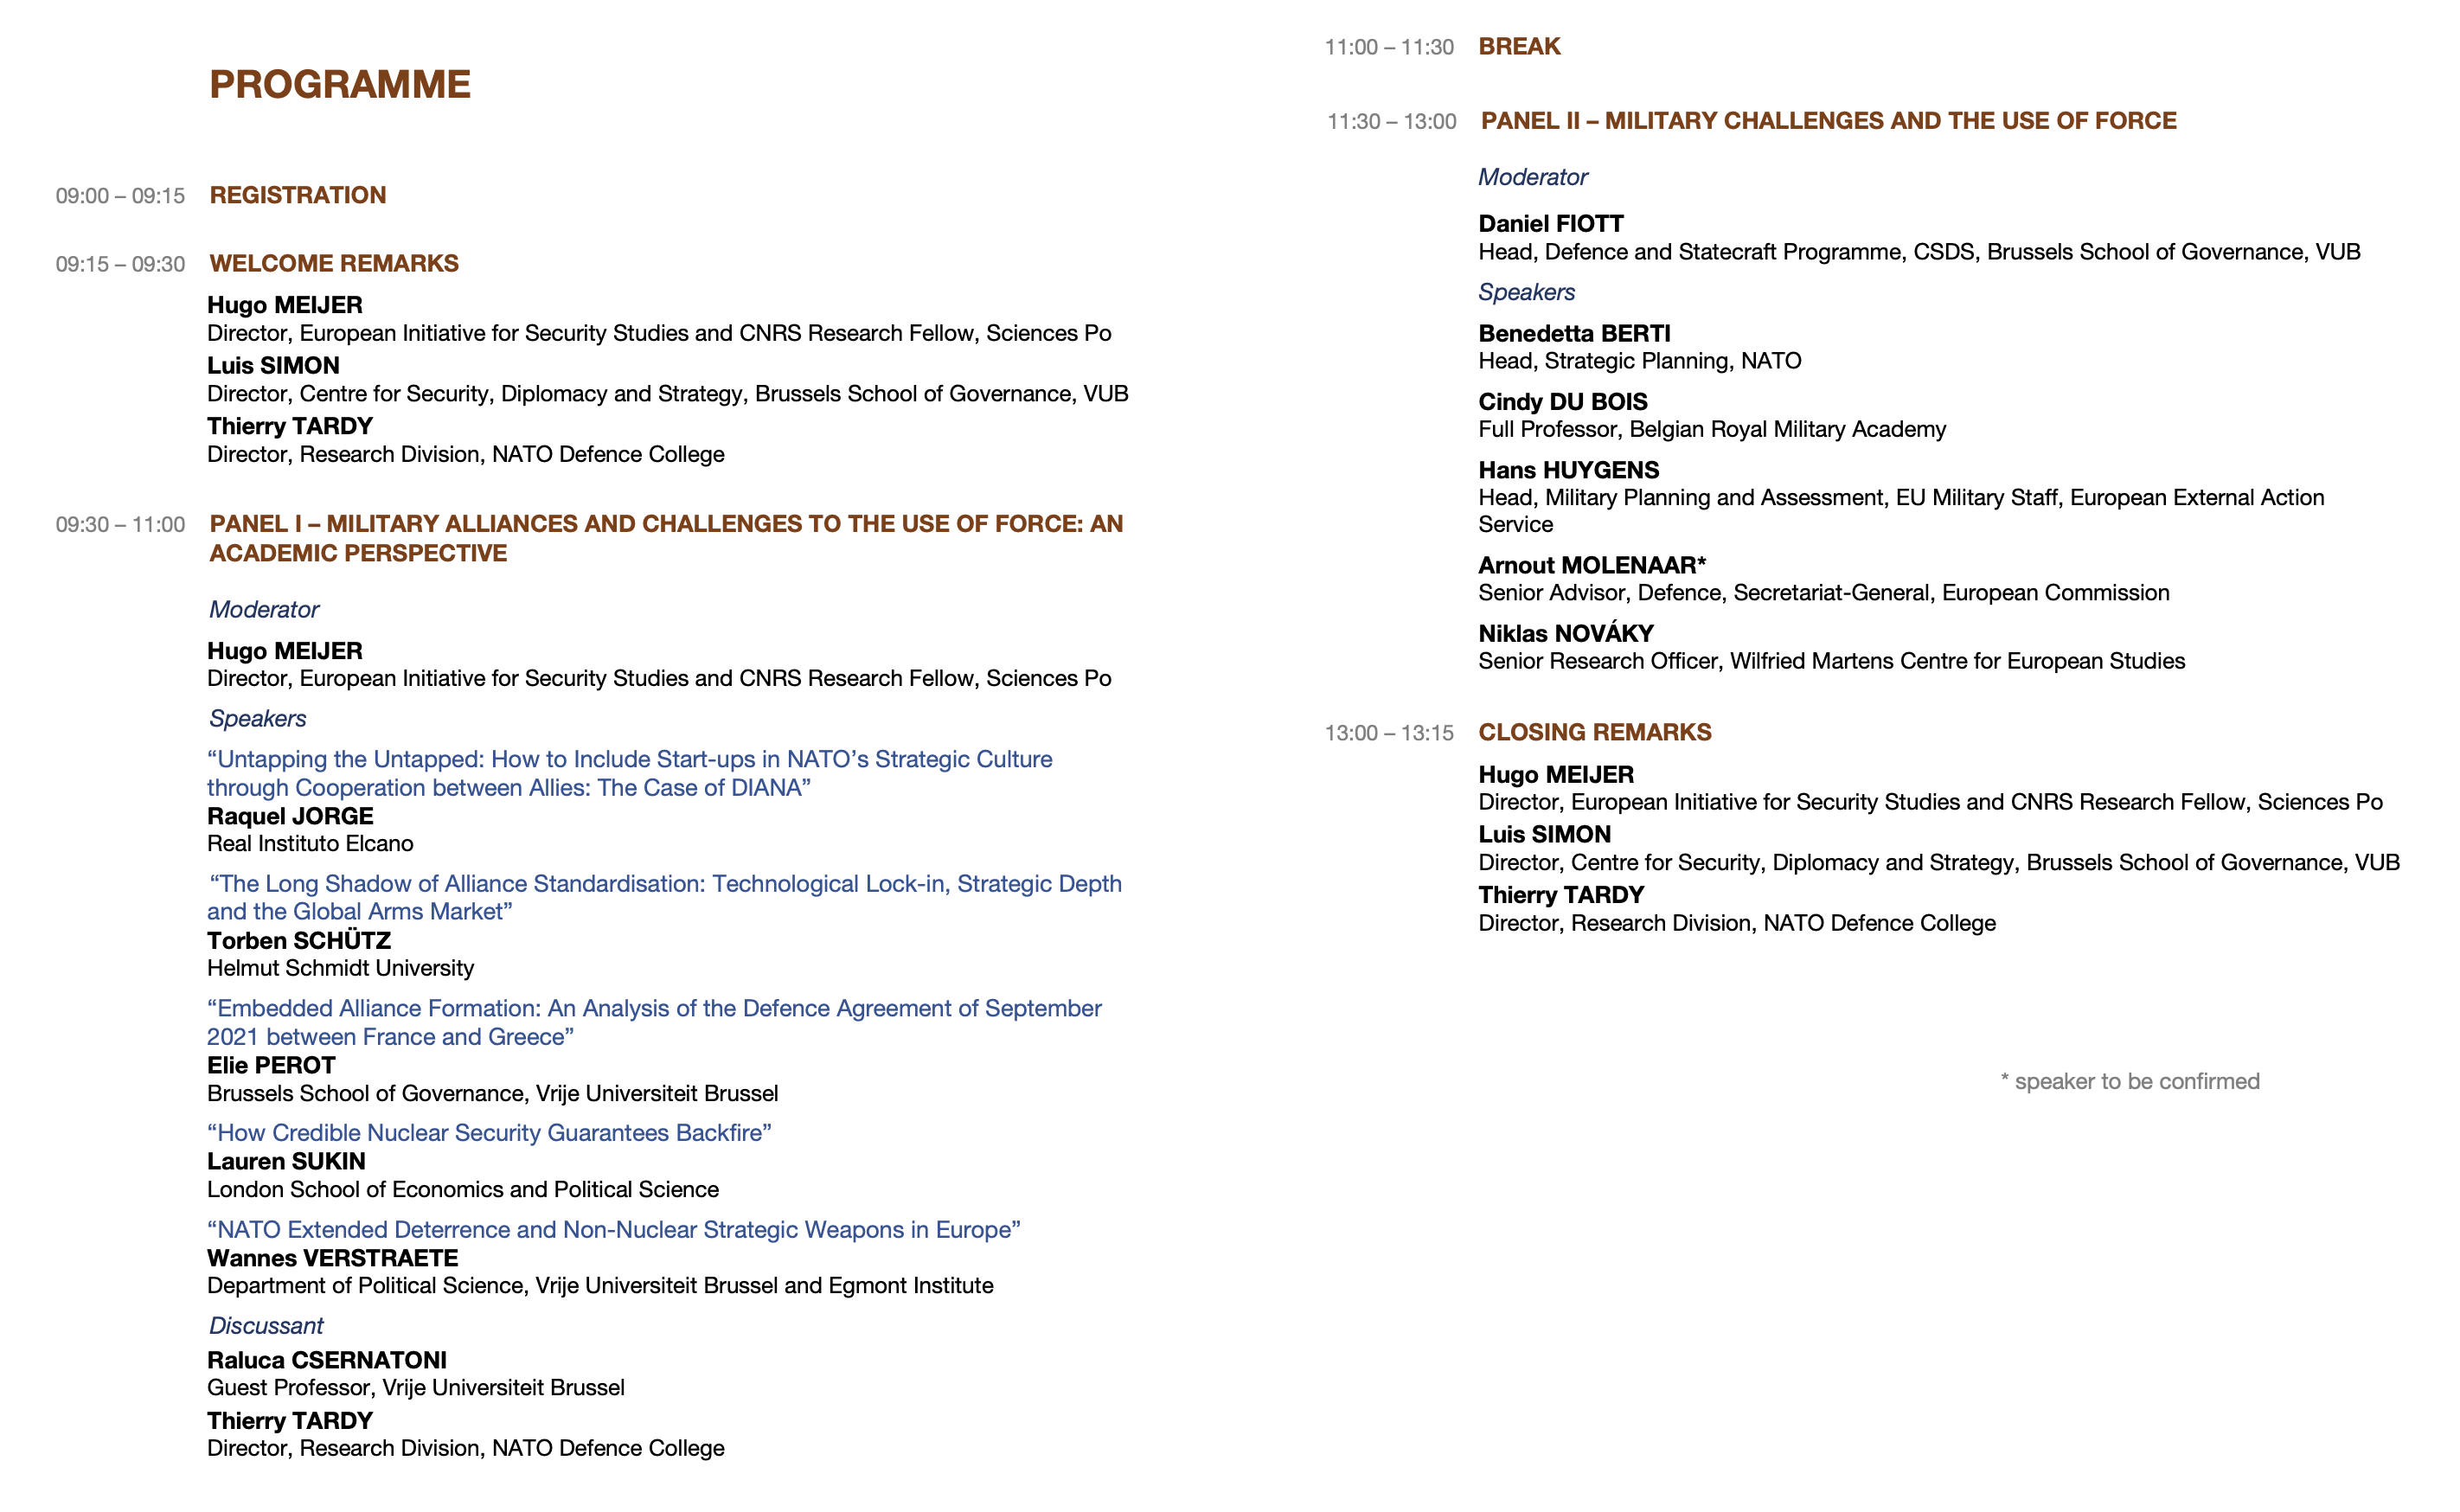 PROGRAMME
09:00 – 09:15 REGISTRATION
09:15 – 09:30 WELCOME REMARKS
Hugo MEIJER
Director, European Initiative for Security Studies and CNRS Research Fellow, Sciences Po
Luis SIMON
Director, Centre for Security, Diplomacy and Strategy, Brussels School of Governance, VUB
Thierry TARDY
Director, Research Division, NATO Defence College
09:30 – 11:00 PANEL I – MILITARY ALLIANCES AND CHALLENGES TO THE USE OF FORCE: AN
ACADEMIC PERSPECTIVE
Moderator
Hugo MEIJER
Director, European Initiative for Security Studies and CNRS Research Fellow, Sciences Po
Speakers
“Untapping the Untapped: How to Include Start-ups in NATO’s Strategic Culture
through Cooperation between Allies: The Case of DIANA”
Raquel JORGE
Real Instituto Elcano
“The Long Shadow of Alliance Standardisation: Technological Lock-in, Strategic Depth
and the Global Arms Market”
Torben SCHÜTZ
Helmut Schmidt University
“Embedded Alliance Formation: An Analysis of the Defence Agreement of September
2021 between France and Greece”
Elie PEROT
Brussels School of Governance, Vrije Universiteit Brussel
“How Credible Nuclear Security Guarantees Backfire”
Lauren SUKIN
London School of Economics and Political Science
“NATO Extended Deterrence and Non-Nuclear Strategic Weapons in Europe”
Wannes VERSTRAETE
Department of Political Science, Vrije Universiteit Brussel and Egmont Institute
Discussant
Raluca CSERNATONI
Guest Professor, Vrije Universiteit Brussel
Thierry TARDY
Director, Research Division, NATO Defence College
11:00 – 11:30 BREAK
11:30 – 13:00 PANEL II – MILITARY CHALLENGES AND THE USE OF FORCE
Moderator
Daniel FIOTT
Head, Defence and Statecraft Programme, CSDS, Brussels School of Governance, VUB
Speakers
Benedetta BERTI
Head, Strategic Planning, NATO
Cindy DU BOIS
Full Professor, Belgian Royal Military Academy
Hans HUYGENS
Head, Military Planning and Assessment, EU Military Staff, European External Action
Service
Arnout MOLENAAR*
Senior Advisor, Defence, Secretariat-General, European Commission
Niklas NOVÁKY
Senior Research Officer, Wilfried Martens Centre for European Studies
13:00 – 13:15 CLOSING REMARKS
Hugo MEIJER
Director, European Initiative for Security Studies and CNRS Research Fellow, Sciences Po
Luis SIMON
Director, Centre for Security, Diplomacy and Strategy, Brussels School of Governance, VUB
Thierry TARDY
Director, Research Division, NATO Defence College
* speaker to be confirmed